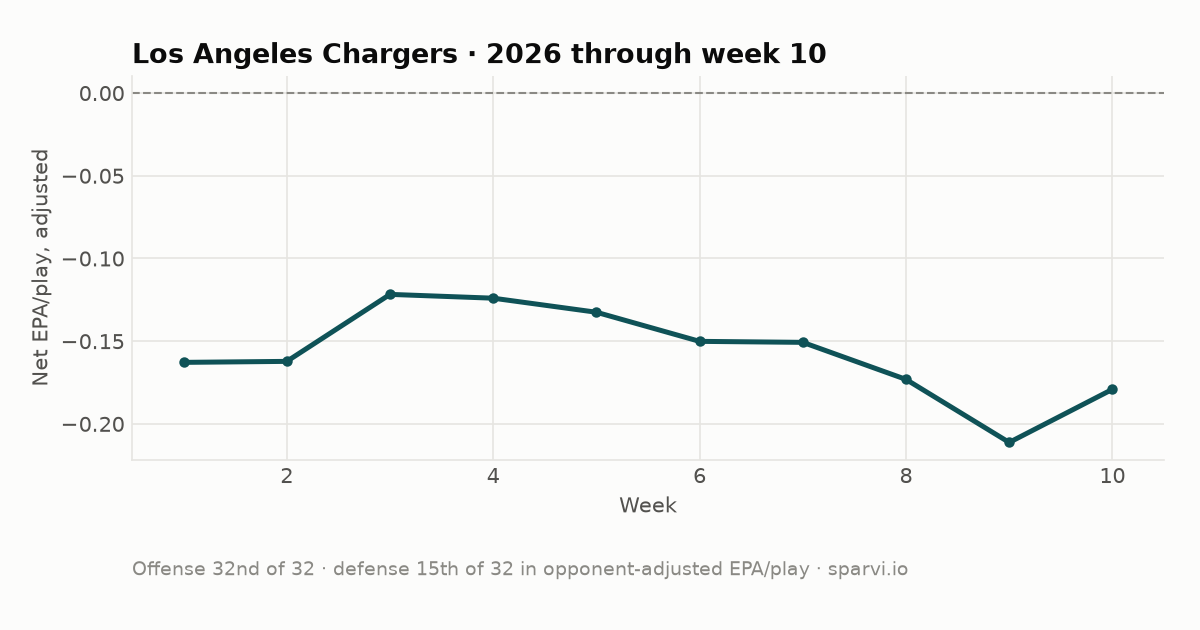 Los Angeles Chargers · 2026 through week 10
0.00
−0.05
−0.10
−0.15
−0.20
Net EPA/play, adjusted
2 4 6 8 10
Week
Offense 32nd of 32 · defense 15th of 32 in opponent-adjusted EPA/play · sparvi.io